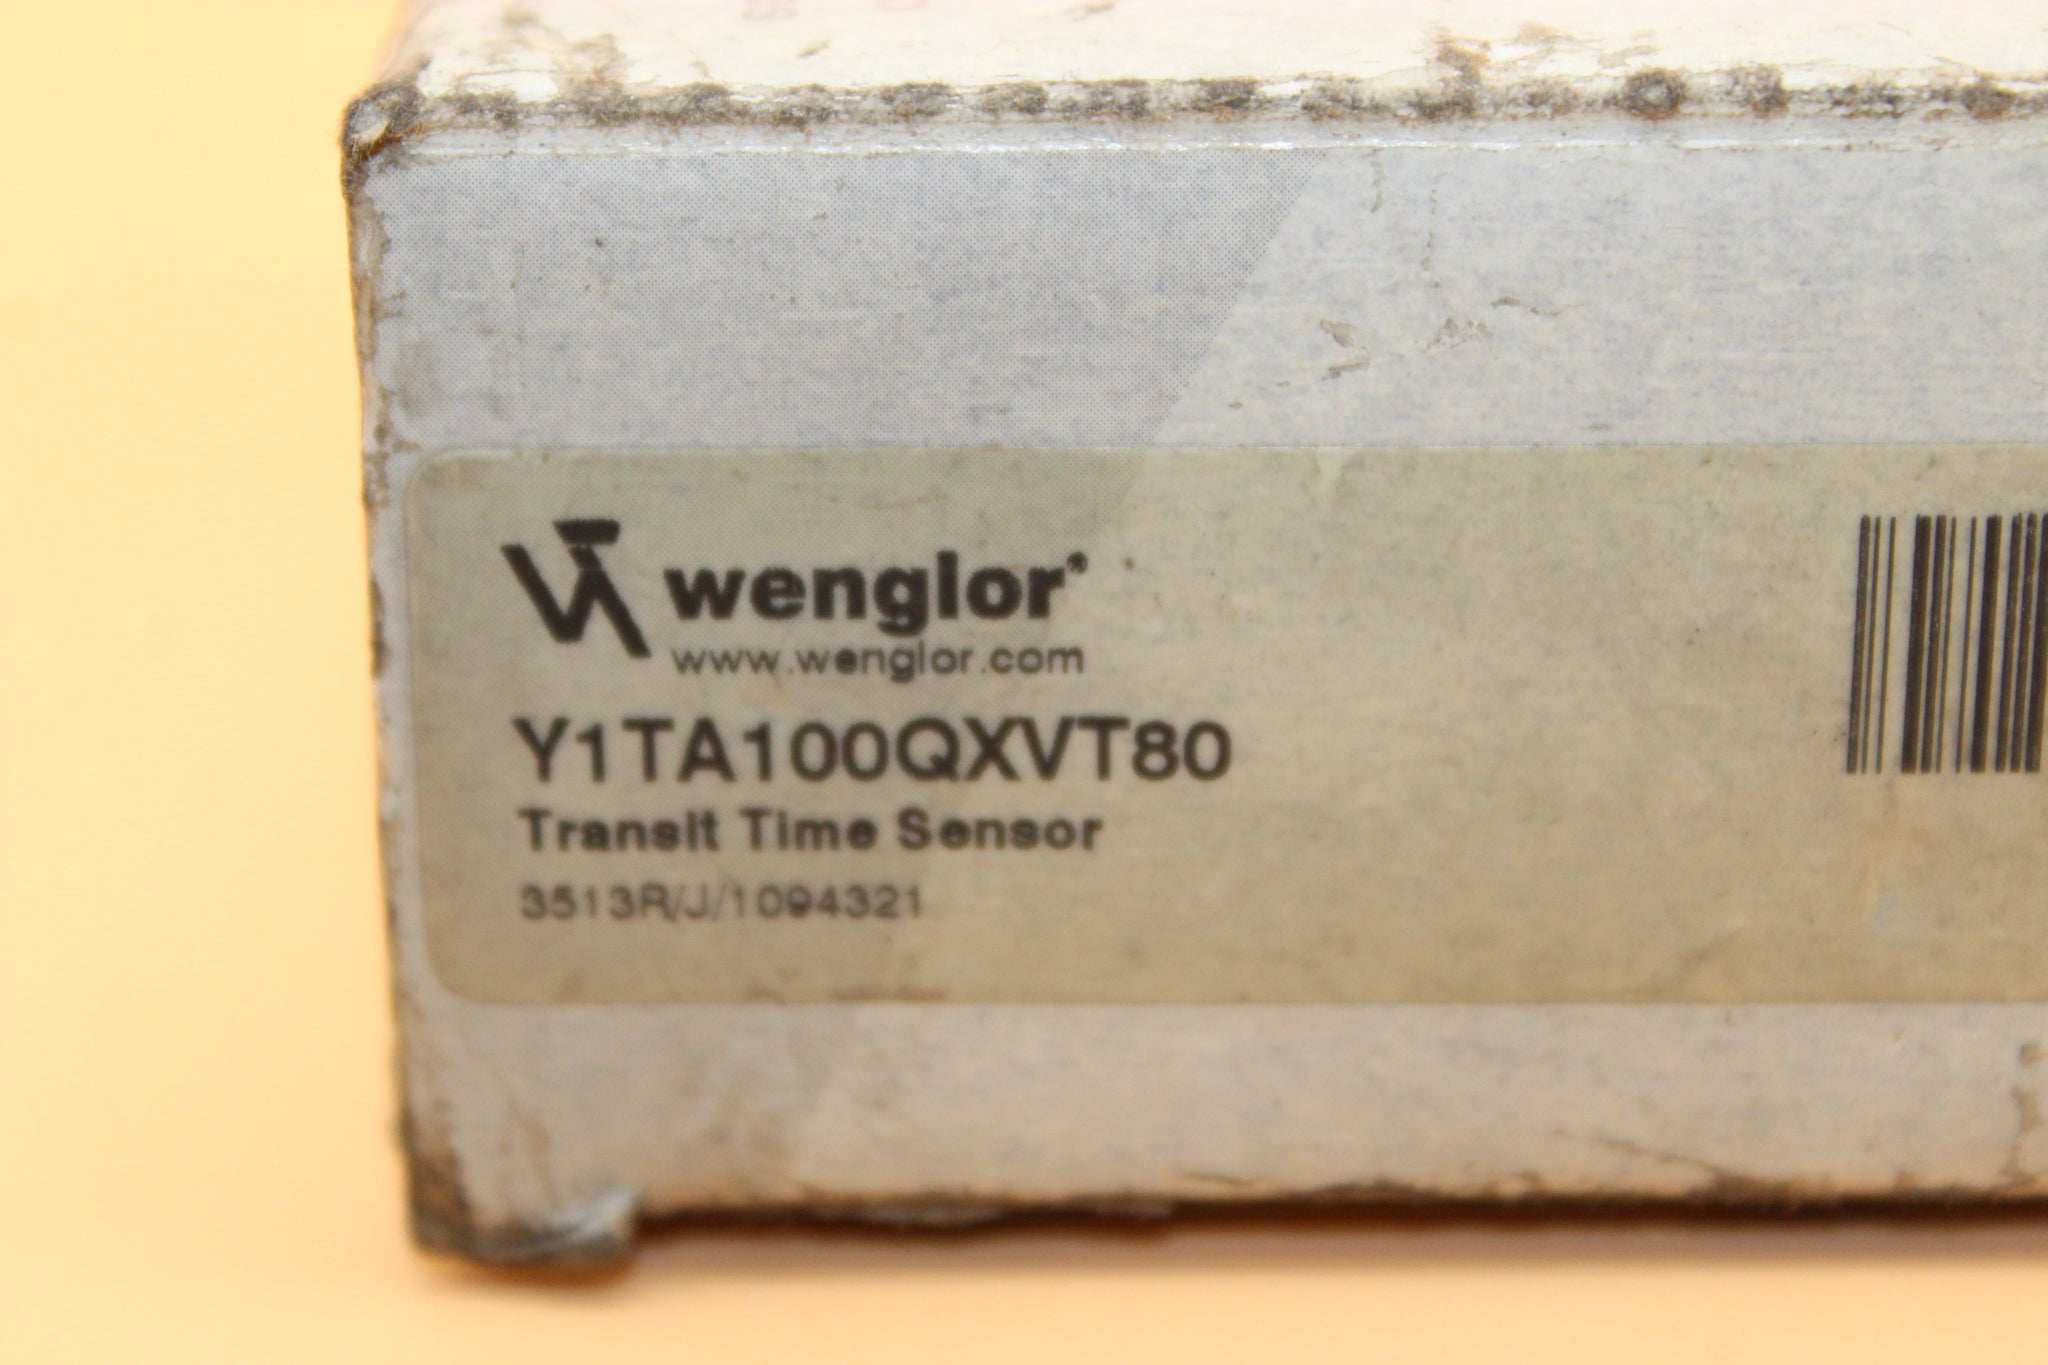 wenglor®
www.wenglor.com
Y1TA100QXVT80
Transit Time Sensor
3513R/J/1094321